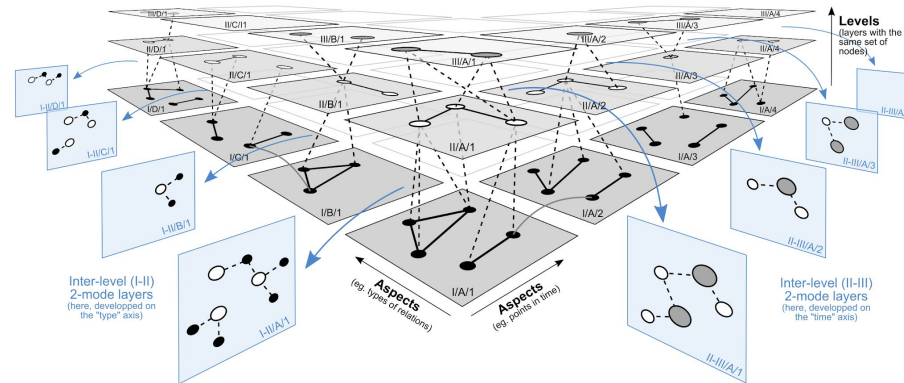 III/D/1
II/C/I1
III/B/1
III/A/1
III/A/2
III/A/3
III/A/4
Levels
(layers with the
same set of
nodes)
II/D/1
II/C/1
II/B/1
II/A/1
II/A/2
II/A/3
II/A/4
I/D/1
I/C/1
I/B/1
I/A/1
I/A/2
I/A/3
I/A/4
I-II/D/1
I-II/C/1
I-II/B/1
I-II/A/1
II-III/A/1
II-III/A/2
II-III/A/3
Inter-level (I-II)
2-mode layers
(here, developped on
the "type" axis)
Aspects
(eg. types of relations)
Aspects
(eg. points in time)
Inter-level (II-III)
2-mode layers
(here, developped on
the "time" axis)